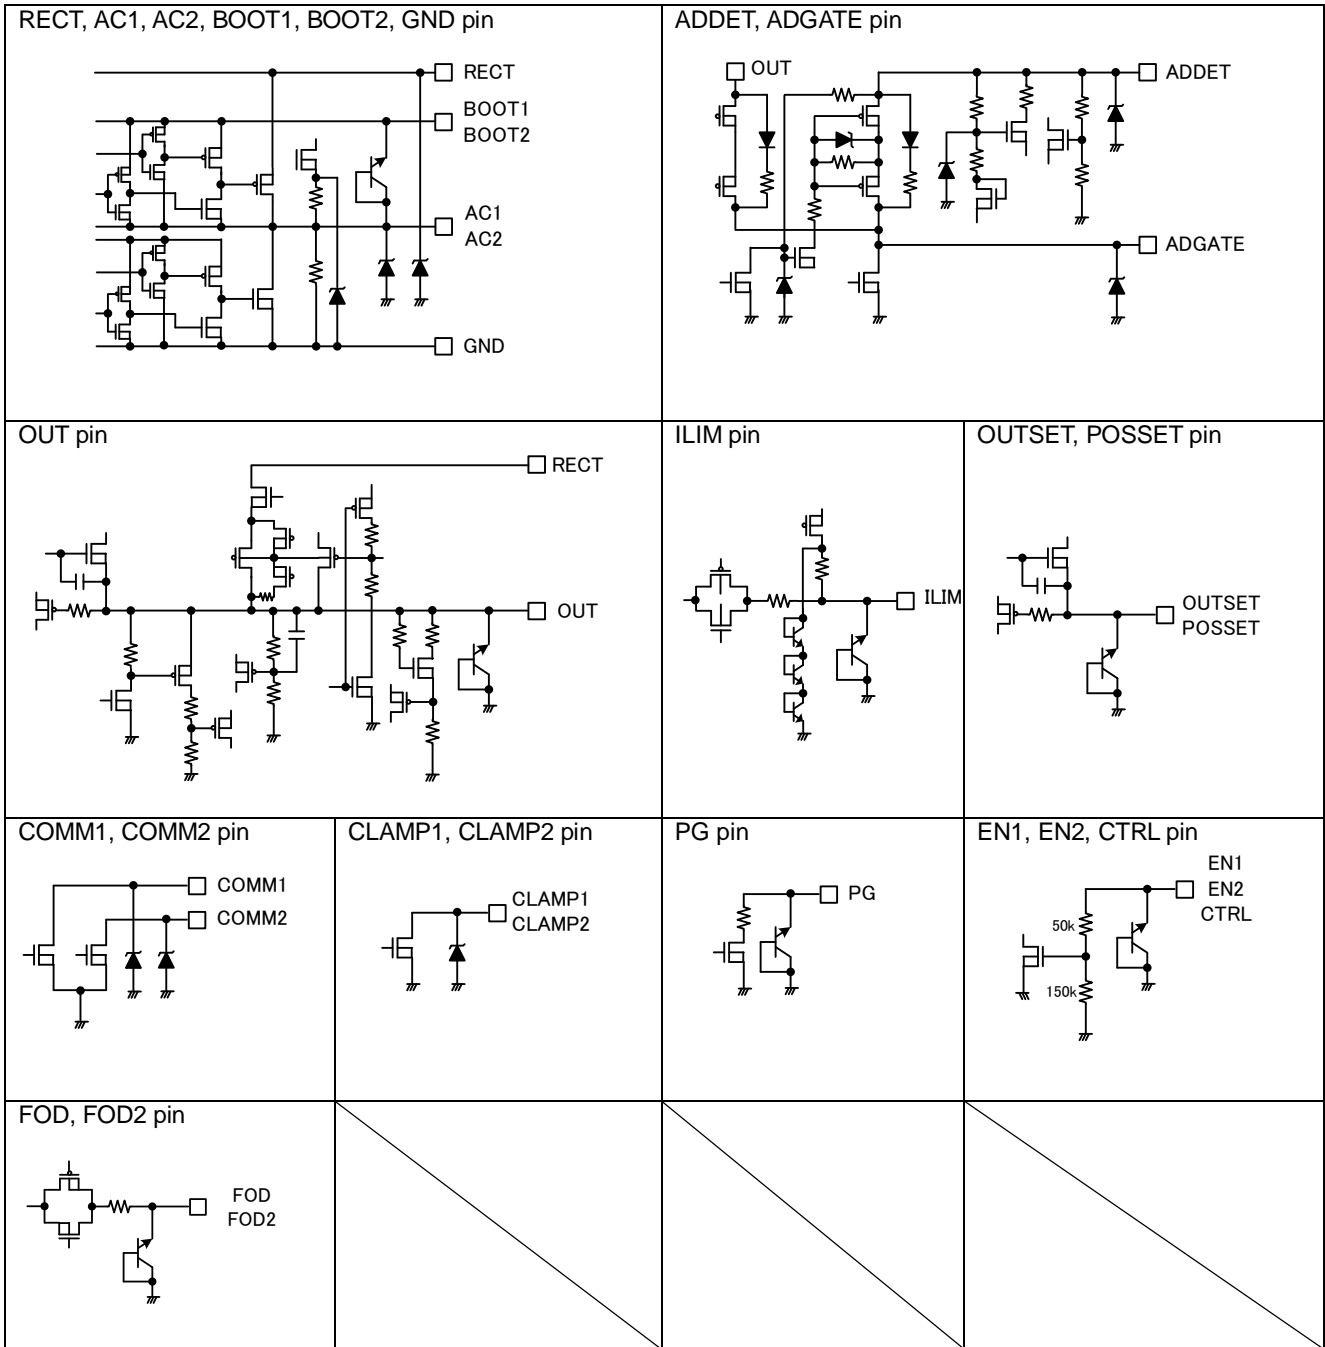 RECT, AC1, AC2, BOOT1, BOOT2, GND pin
RECT
BOOT1
BOOT2
AC1
AC2
GND
ADDET, ADGATE pin
OUT
ADDET
ADGATE
OUT pin
RECT
OUT
ILIM pin
ILIM
OUTSET, POSSET pin
OUTSET
POSSET
COMM1, COMM2 pin
COMM1
COMM2
CLAMP1, CLAMP2 pin
CLAMP1
CLAMP2
PG pin
PG
EN1, EN2, CTRL pin
EN1
EN2
CTRL
50k
150k
FOD, FOD2 pin
FOD
FOD2